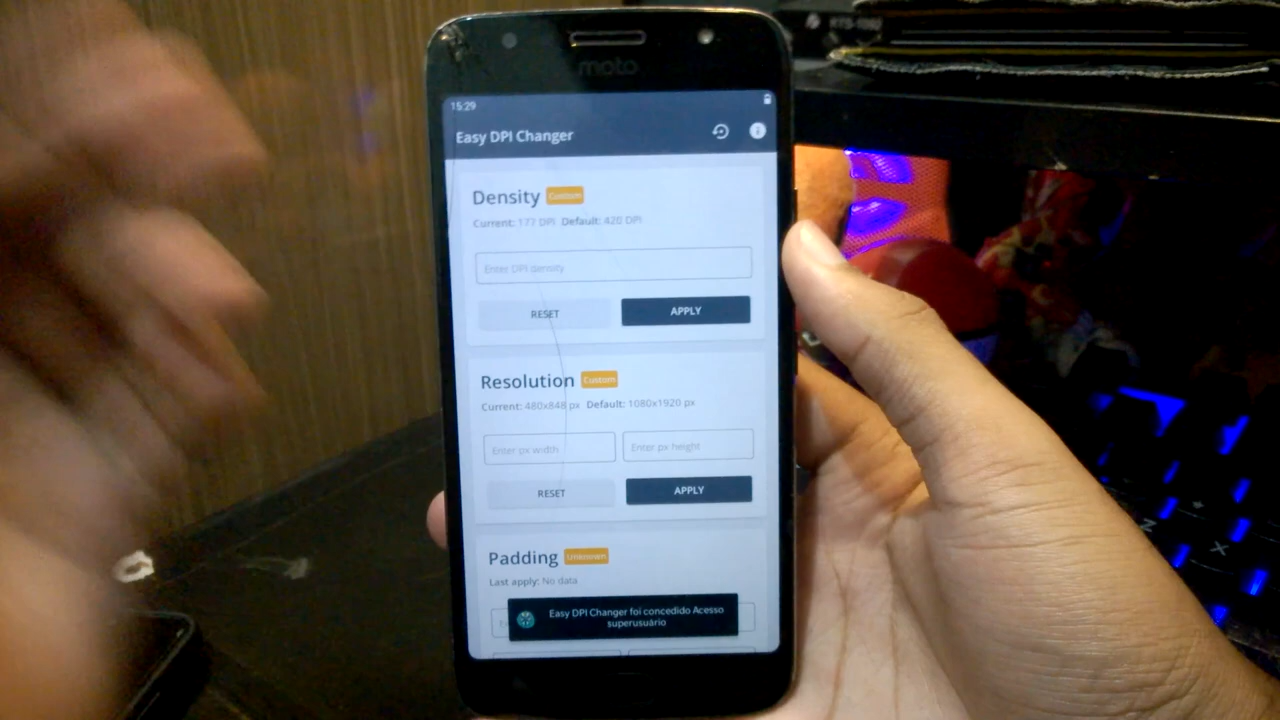 moto
15:29
Easy DPI Changer
Density Custom
Current: 177 DPI Default: 420 DPI
Enter DPI density
RESET APPLY
Resolution Custom
Current: 480x848 px Default: 1080x1920 px
Enter px width Enter px height
RESET APPLY
Padding Unknown
Last apply: No data
Easy DPI Changer foi concedido Acesso
superusuário
Z
X